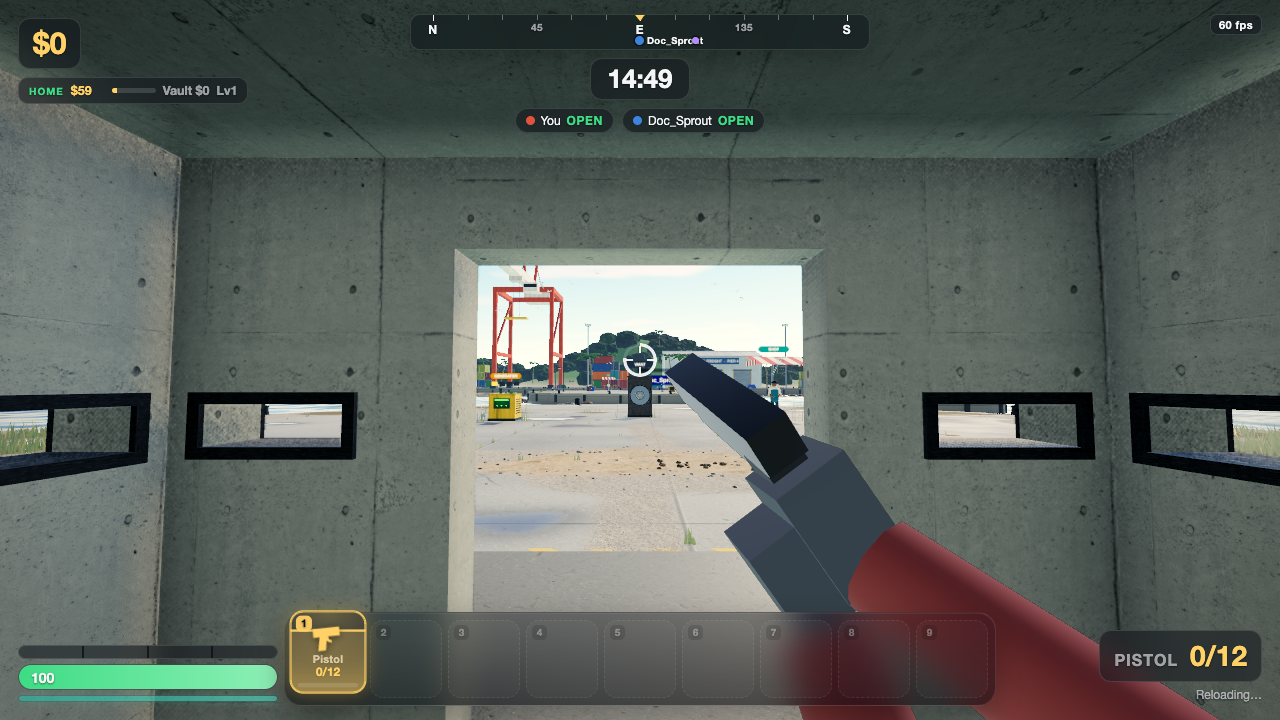 $0
HOME $59 Vault $0 Lv1
N 45 E 135 S
Doc_Sprout
60 fps
14:49
You OPEN
Doc_Sprout OPEN
1
Pistol
0/12
2
3
4
5
6
7
8
9
100
PISTOL 0/12
Reloading...